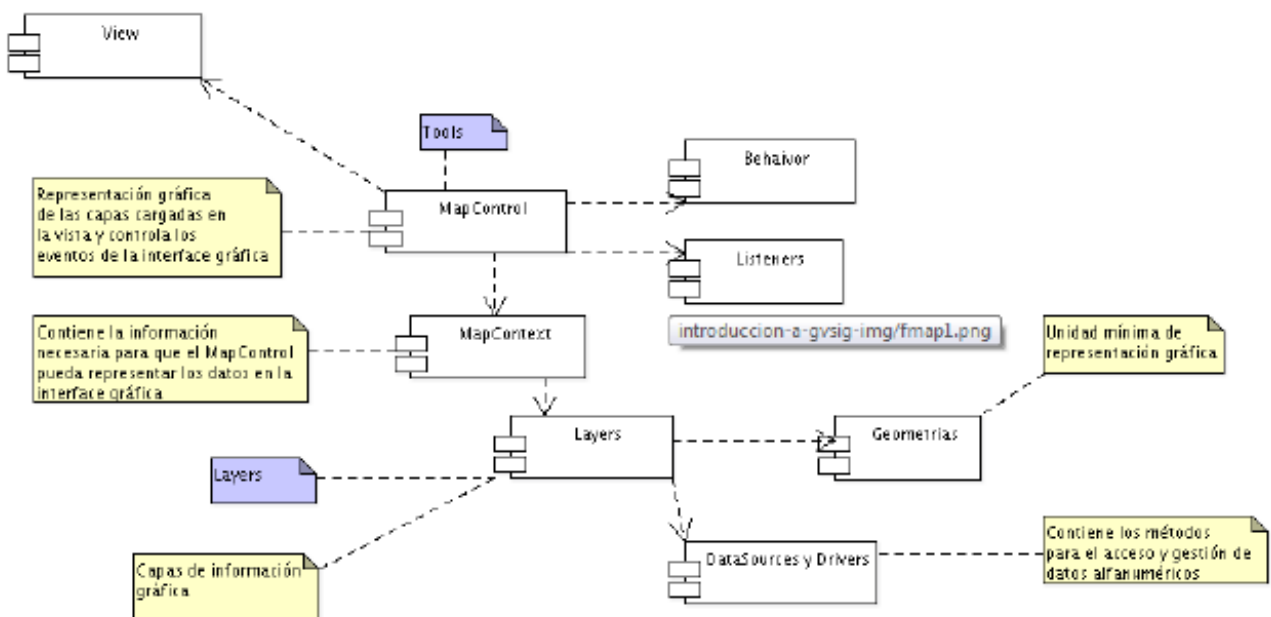 View
Tools
Behaivor
Representación gráfica
de las capas cargadas en
la vista y controla los
eventos de la interface gráfica
MapControl
Listeners
introduccion-a-gvsig-img/fmap1.png
Contiene la información
necesaria para que el MapControl
pueda representar los datos en la
interface gráfica
MapContext
Unidad mínima de
representación gráfica
Layers
Geometrias
Layers
Capas de información
gráfica
DataSources y Drivers
Contiene los métodos
para el acceso y gestión de
datos alfanuméricos